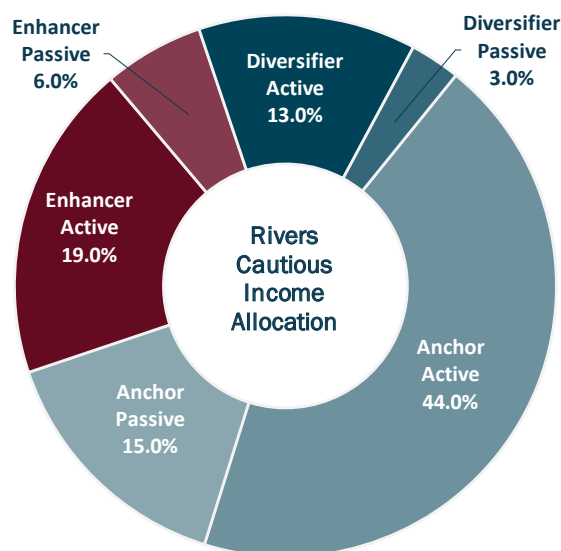 Enhancer
Passive
6.0%
Diversifier
Active
13.0%
Diversifier
Passive
3.0%
Enhancer
Active
19.0%
Rivers
Cautious
Income
Allocation
Anchor
Active
44.0%
Anchor
Passive
15.0%